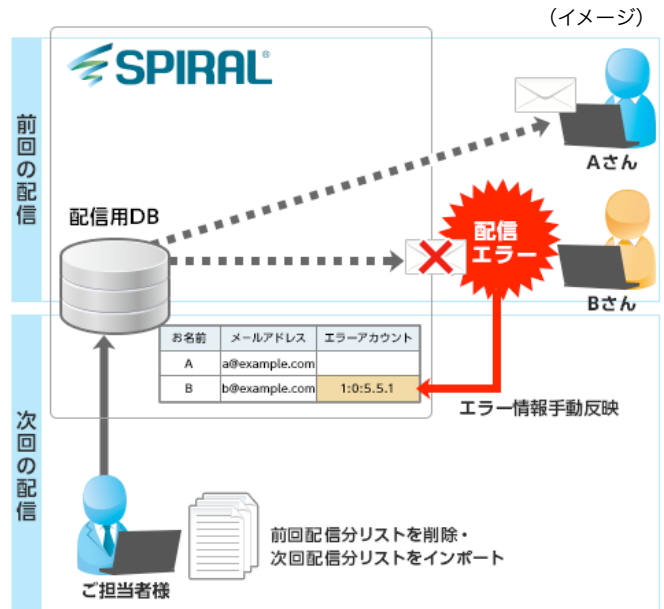 （イメージ）
SPIRAL®
前回の配信
Aさん
配信用DB
配信
エラー
Bさん
お名前 メールアドレス エラーアカウント
A a@example.com
B b@example.com 1:0:5.5.1
エラー情報手動反映
次回の配信
前回配信分リストを削除・
次回配信分リストをインポート
ご担当者様